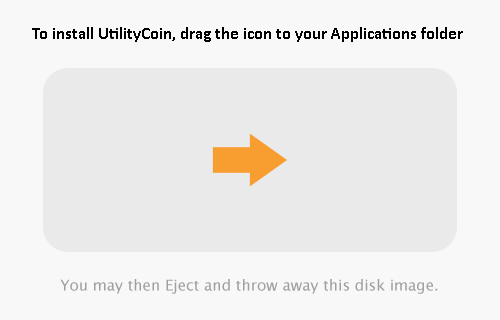 To install UtilityCoin, drag the icon to your Applications folder
You may then Eject and throw away this disk image.